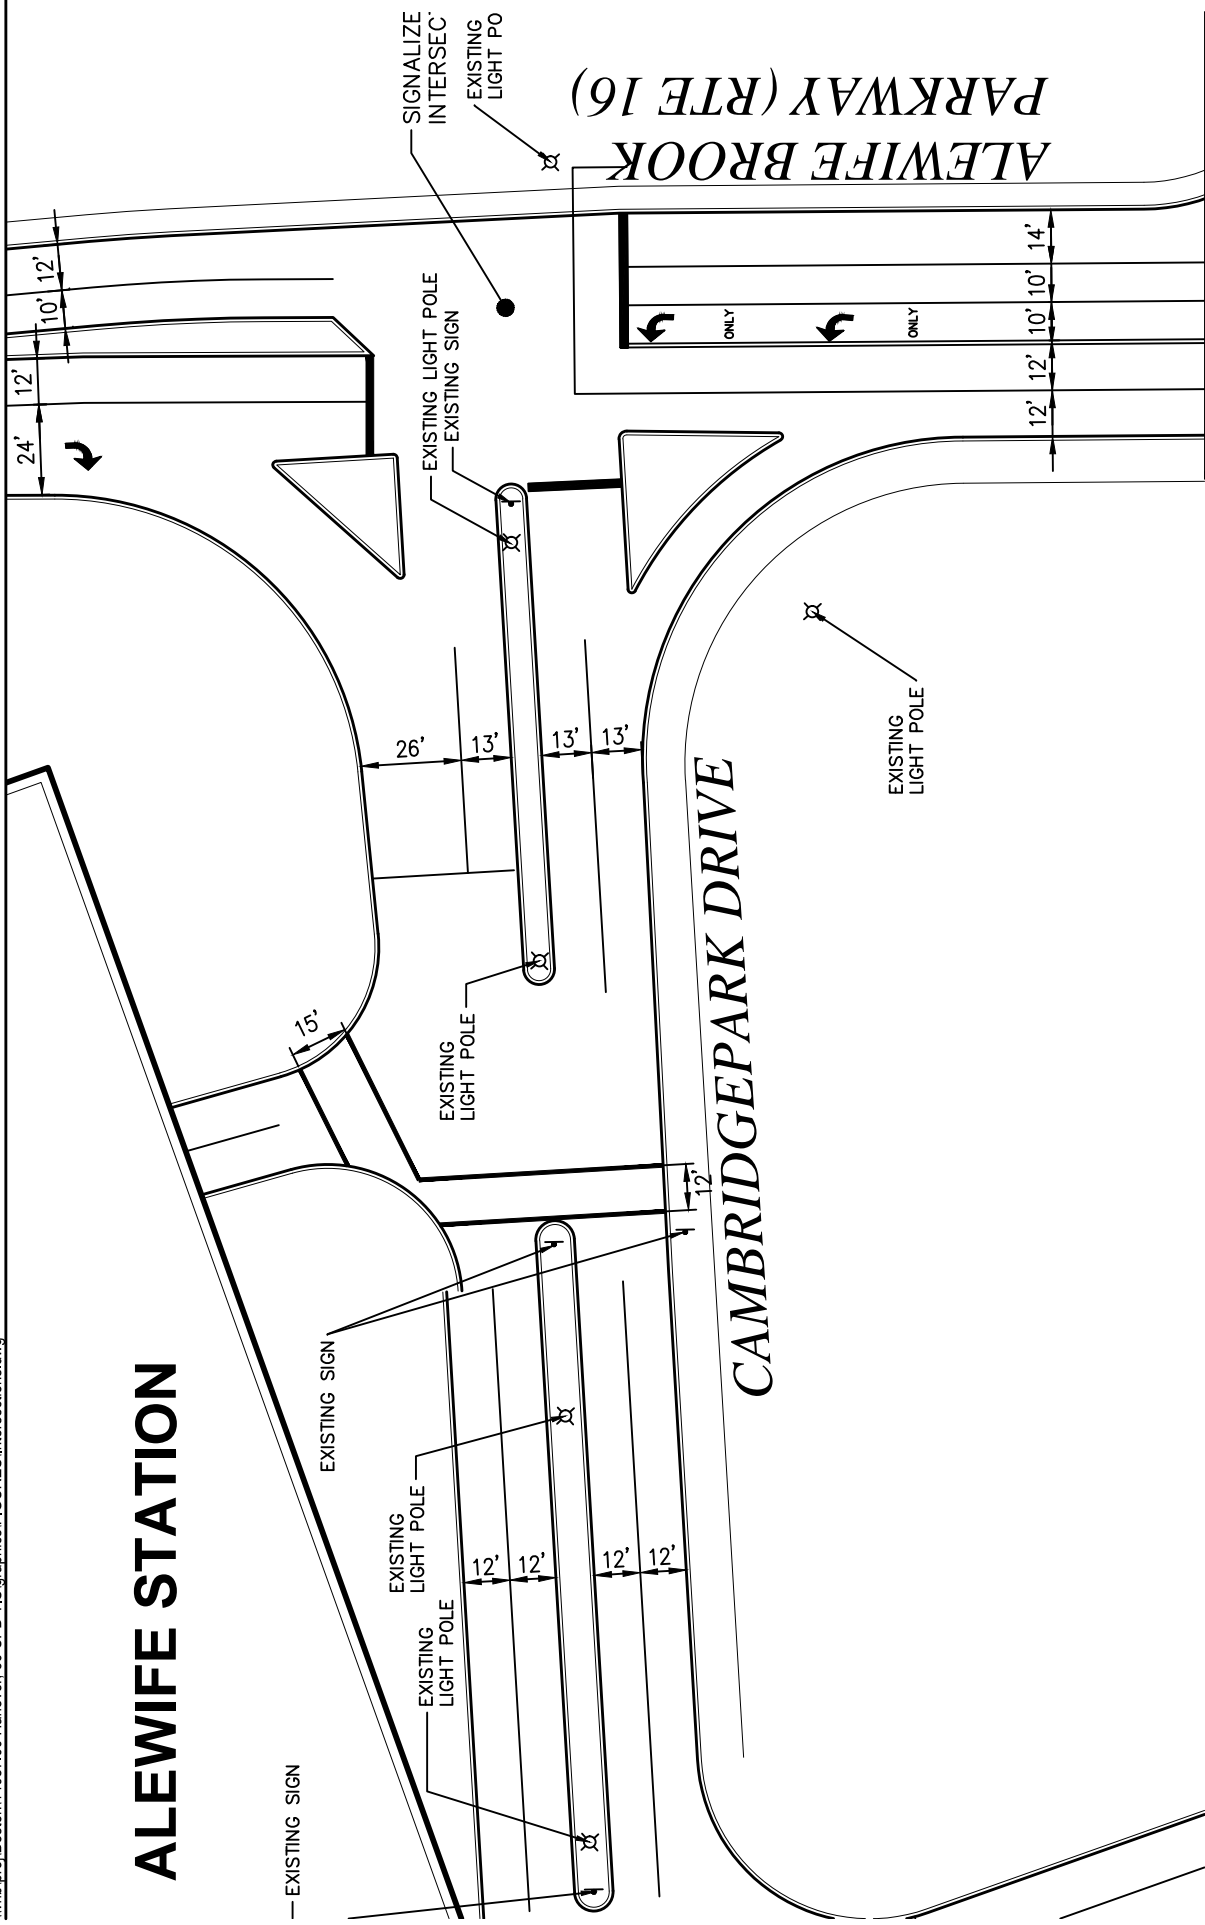 ALEWIFE STATION
CAMBRIDGEPARK DRIVE
ALEWIFE BROOK
PARKWAY (RTE 16)
SIGNALIZE
INTERSEC
EXISTING
LIGHT PO
EXISTING LIGHT POLE
EXISTING SIGN
EXISTING
LIGHT POLE
EXISTING
LIGHT POLE
EXISTING SIGN
EXISTING
LIGHT POLE
EXISTING
LIGHT POLE
EXISTING SIGN
ONLY
ONLY
12'
10'
12'
24'
14'
10'
10'
12'
12'
26'
13'
13'
13'
15'
12'
12'
12'
12'
12'